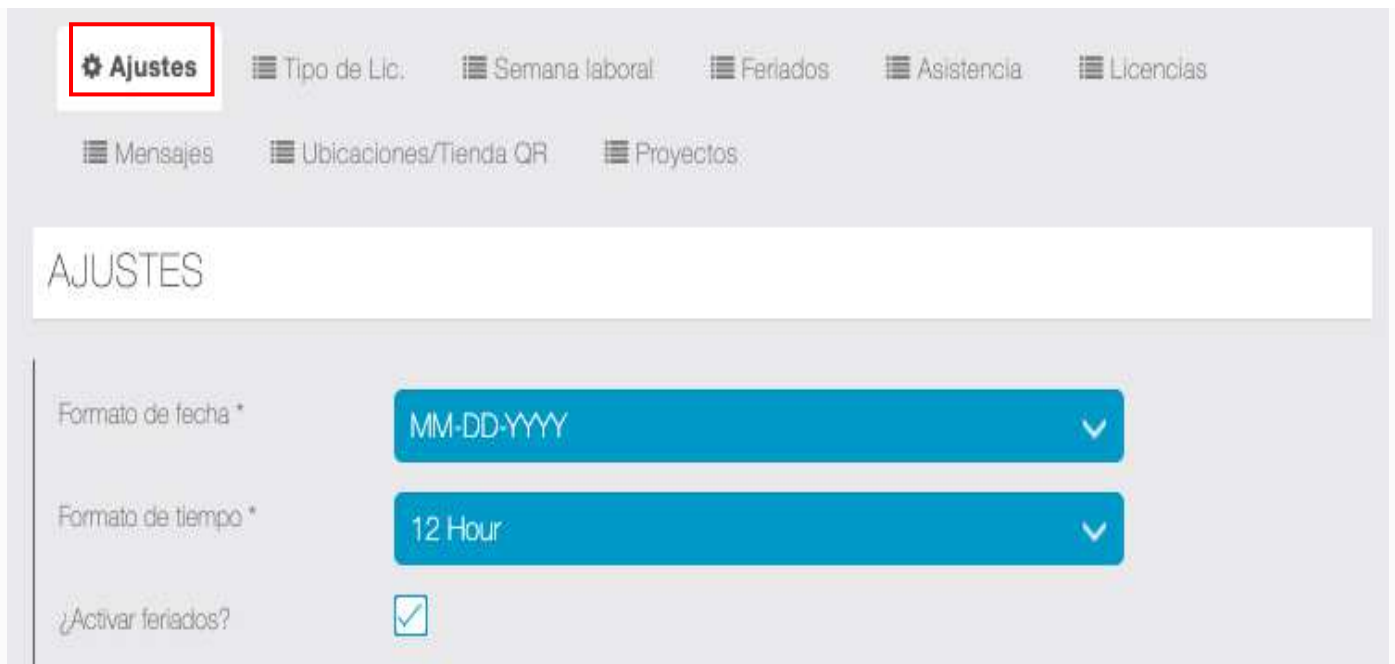 Ajustes Tipo de Lic. Semana laboral Feriados Asistencia Licencias
Mensajes Ubicaciones/Tienda QR Proyectos
AJUSTES
Formato de fecha * MM-DD-YYYY
Formato de tiempo * 12 Hour
¿Activar feriados?